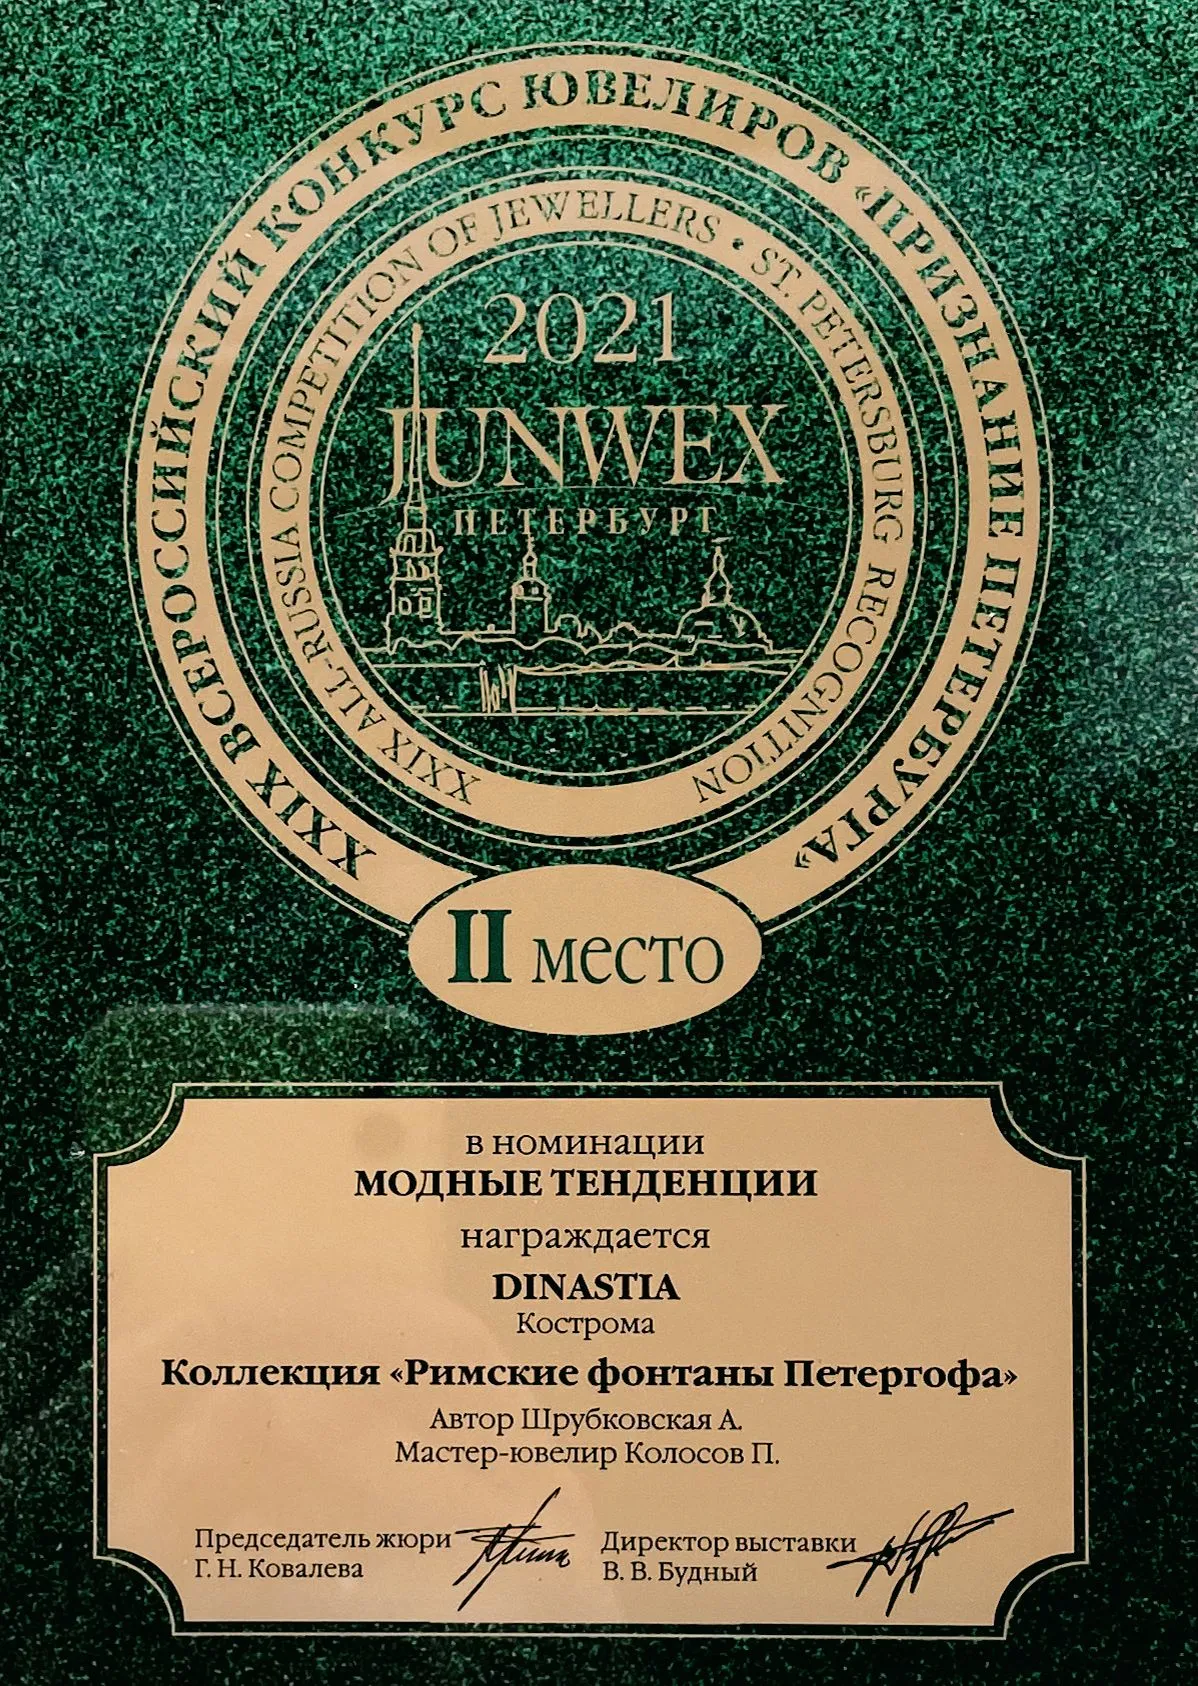 XXIX ВСЕРОССИЙСКИЙ КОНКУРС ЮВЕЛИРОВ «ПРИЗНАНИЕ ПЕТЕРБУРГА»
XXIX ALL-RUSSIA COMPETITION OF JEWELLERS • ST. PETERSBURG RECOGNITION
2021
JUNWEX
ПЕТЕРБУРГ
II место
в номинации
МОДНЫЕ ТЕНДЕНЦИИ
награждается
DINASTIA
Кострома
Коллекция «Римские фонтаны Петергофа»
Автор Шрубковская А.
Мастер-ювелир Колосов П.
Председатель жюри
Г. Н. Ковалева
Директор выставки
В. В. Будный